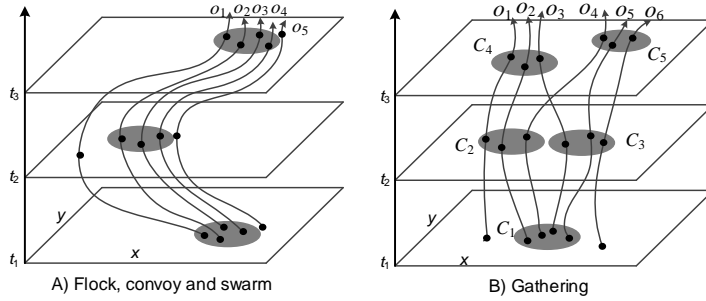 o1 o2 o3 o4
o5
t3
t2
y
t1
x
A) Flock, convoy and swarm
o1 o2 o3 o4 o5 o6
C4
C5
t3
C2
C3
t2
y
C1
t1
x
B) Gathering